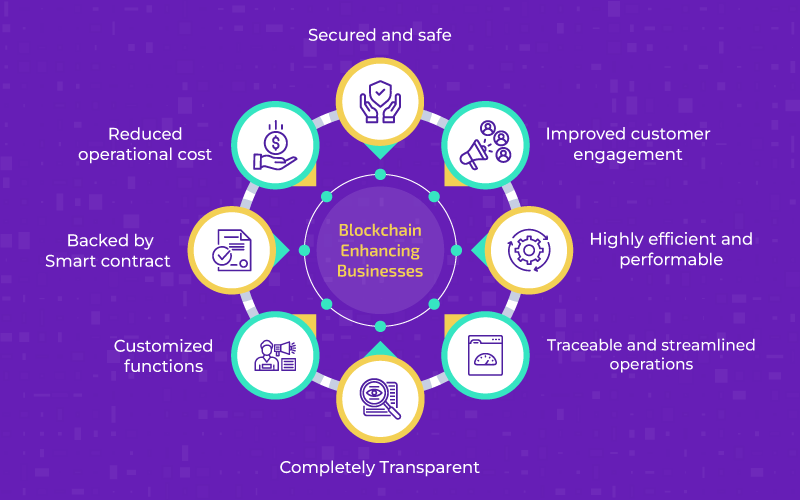 Secured and safe
Reduced
operational cost
Improved customer
engagement
Backed by
Smart contract
Blockchain
Enhancing
Businesses
Highly efficient and
performable
Customized
functions
Traceable and streamlined
operations
Completely Transparent